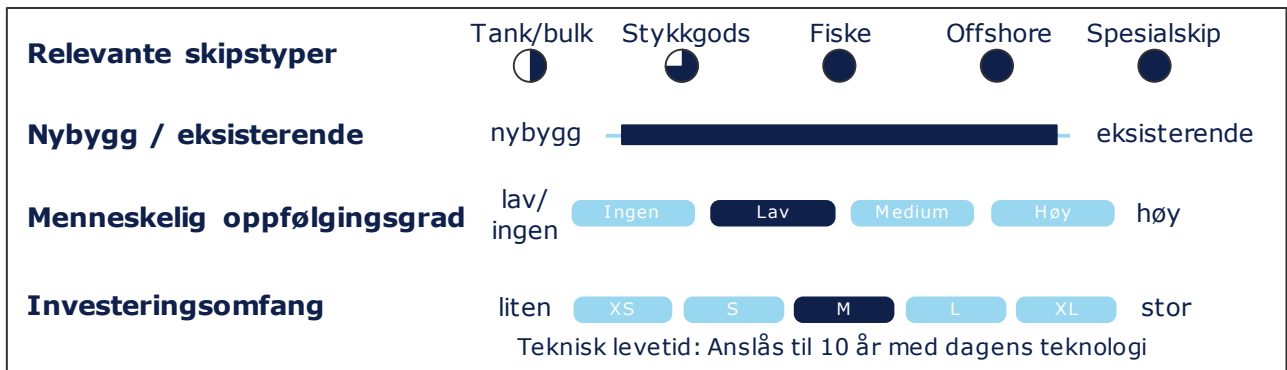 Relevante skipstyper
Tank/bulk Stykkgods Fiske Offshore Spesialskip
Nybygg / eksisterende
nybygg eksisterende
Menneskelig oppfølgingsgrad
lav/
ingen
Ingen Lav Medium Høy
høy
Investeringsomfang
liten XS S M L XL stor
Teknisk levetid: Anslås til 10 år med dagens teknologi